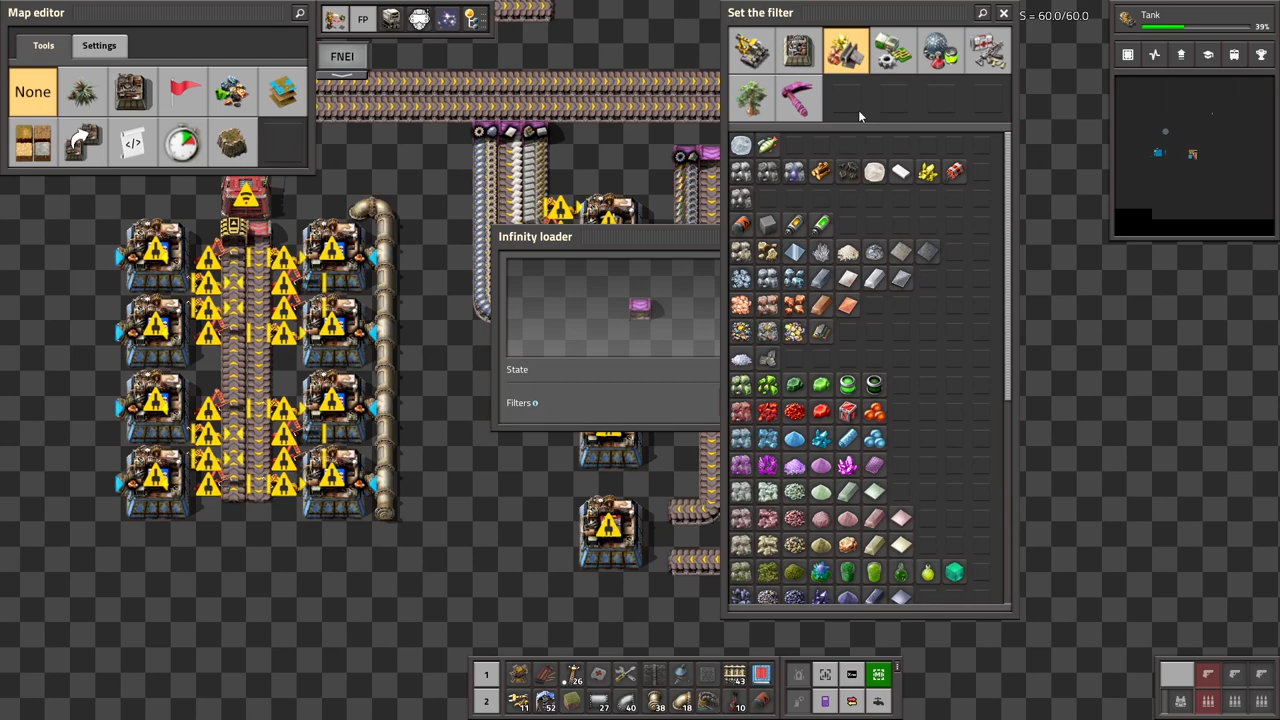 Map editor
Tools
Settings
None
FP
FNEI
Set the filter
S = 60.0/60.0
Tank
39%
Infinity loader
State
Filters
1
26
43
2
11
52
27
40
38
18
10